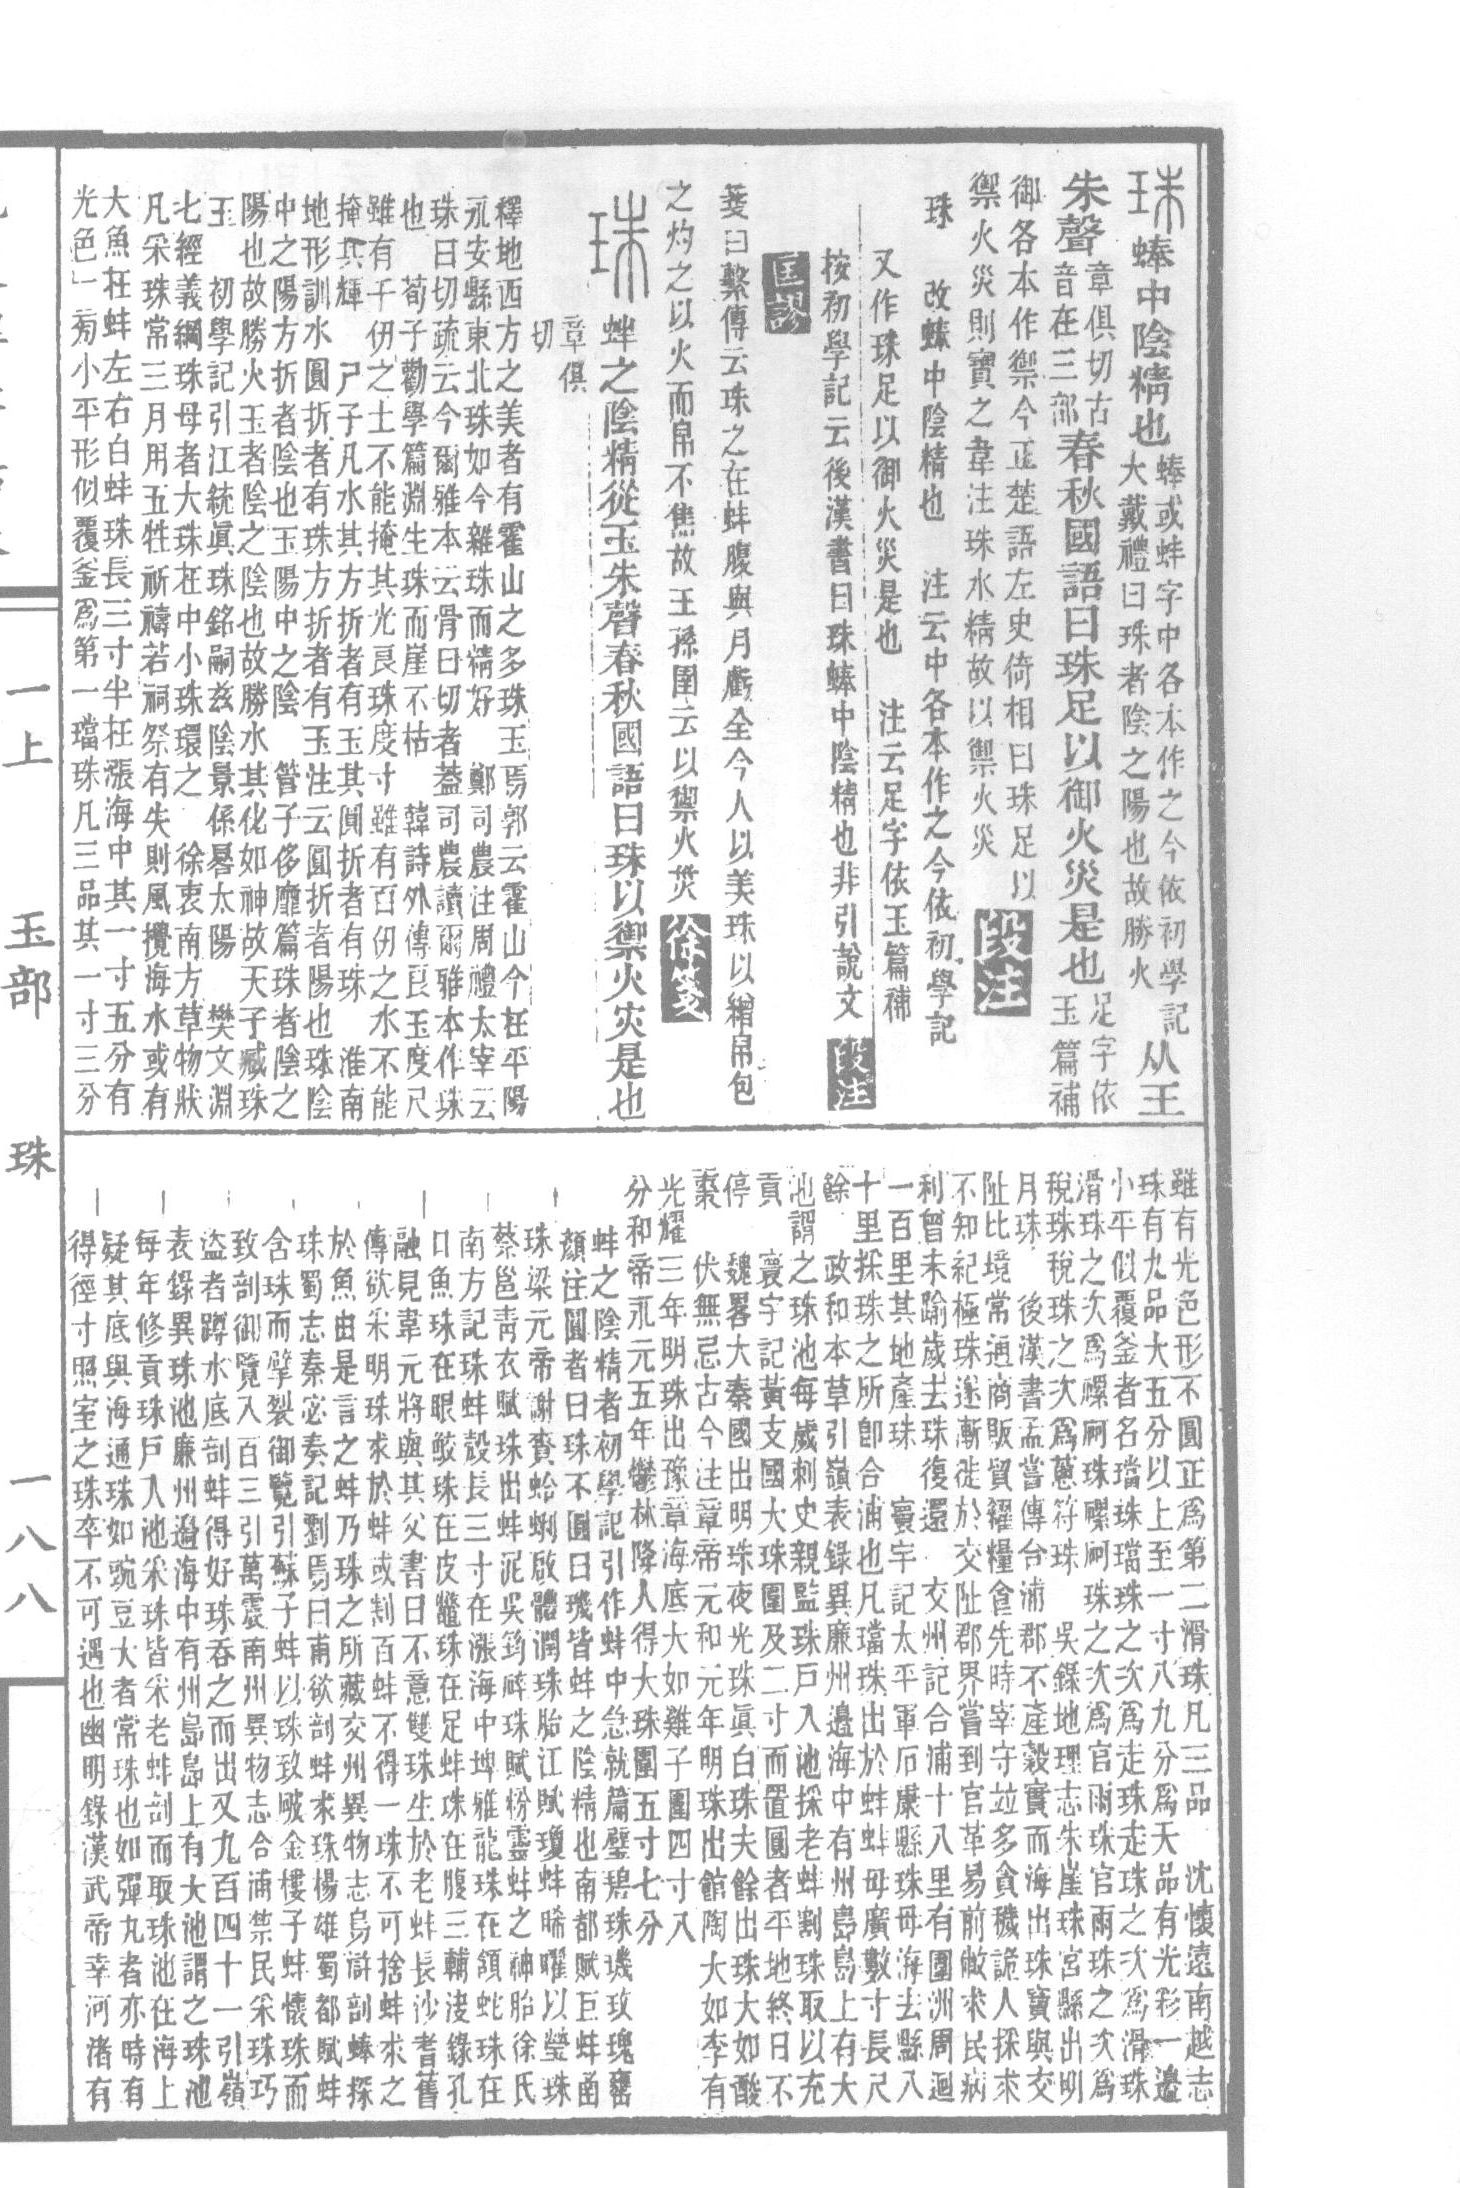 珠
蜯中陰精也
蜯或蚌字中各本作之今依初學記
大戴禮曰珠者陰之陽也故勝火
从王
朱聲
章俱切古
音在三部
春秋國語曰珠足以御火災是也
足字依
玉篇補
御各本作禦今正楚語左史倚相曰珠足以
禦火災則寶之韋注珠水精故以禦火災
段注
珠 改蜯中陰精也 注云中各本作之今依初學記
又作珠足以御火災是也 注云足字依玉篇補
段注
匡謬
按初學記云後漢書曰珠蜯中陰精也非引說文
箋曰繫傳云珠之在蚌腹與月虧全今人以美珠以繒帛包
之灼之以火而帛不焦故王孫圉云以禦火災
徐箋
珠
蚌之陰精從玉朱聲春秋國語曰珠以禦火灾是也
章俱
切
釋地西方之美者有霍山之多珠玉焉郭云霍山今在平陽
永安縣東北珠如今雜珠而精好 鄭司農注周禮太宰云
珠曰切疏云今爾雅本云骨曰切者蓋司農讀爾雅本作珠
也 荀子勸學篇淵生珠而崖不枯 韓詩外傳良玉度尺
雖有千仞之土不能掩其光良珠度寸雖有百仞之水不能
掩其輝 尸子凡水其方折者有玉其圓折者有珠 淮南
地形訓水圓折者有珠方折者有玉注云圓折者陽也珠陰
中之陽方折者陰也玉陽中之陰 管子侈靡篇珠者陰之
陽也故勝火玉者陰之陰也故勝水其化如神故天子臧珠
玉 初學記引江統眞珠銘嗣茲陰景係晷太陽 樊文淵
七經義綱珠母者大珠在中小珠環之 徐衷南方草物狀
凡采珠常三月用五牲祈禱若祠祭有失則風攪海水或有
大魚在蚌左右白蚌珠長三寸半在漲海中其一寸五分有
光色一旁小平形似覆釜爲第一璫珠凡三品其一寸三分
雖有光色形不圓正爲第二滑珠凡三品 沈懷遠南越志
珠有九品大五分以上至一寸八九分爲天品有光彩一邊
小平似覆釜者名璫珠璫珠之次爲走珠走珠之次爲滑珠
滑珠之次爲磥砢珠磥砢珠之次爲官雨珠官雨珠之次爲
稅珠稅珠之次爲蔥符珠 吳錄地理志朱崖珠宮縣出明
月珠 後漢書孟嘗傳合浦郡不產穀實而海出珠寶與交
阯比境常通商販貿糴糧食先時宰守竝多貪穢詭人採求
不知紀極珠遂漸徙於交阯郡界嘗到官革易前敝求民病
利曾未踰歲去珠復還 交州記合浦十八里有圍洲周迴
一百里其地產珠 寰宇記太平軍石康縣珠母海去縣八
十里採珠之所卽合浦也凡璫珠出於蚌蚌母廣數寸長尺
餘 政和本草引嶺表錄異廉州邊海中有州島島上有大
池謂之珠池每歲刺史親監珠戶入池採老蚌割珠取以充
貢 寰宇記黃支國大珠圍及二寸而置圓者平地終日不
停 魏畧大秦國出明珠夜光珠眞白珠夫餘出珠大如酸
棗 伏無忌古今注章帝元和元年明珠出館陶大如李有
光耀三年明珠出豫章海底大如雞子圍四寸八
分和帝永元五年鬱林降人得大珠圍五寸七分
蚌之陰精者初學記引作蚌中急就篇璧碧珠璣玫瑰罋
顏注圓者曰珠不圓曰璣皆蚌之陰精也南都賦巨蚌函
珠梁元帝謝賚蛤蜊啟體潤珠胎江賦瓊蚌晞曜以瑩珠
蔡邕靑衣賦珠出蚌泥吳筠碎珠賦粉靈蚌之神胎徐氏
南方記珠蚌殼長三寸在漲海中埤雅龍珠在頷蛇珠在
口魚珠在眼鮫珠在皮鼈珠在足蚌珠在腹三輔決錄孔
融見韋元將與其父書曰不意雙珠生於老蚌長沙耆舊
傳欲采明珠求於蚌或割百蚌不得一珠不可捨蚌求之
於魚由是言之蚌乃珠之所藏交州異物志烏滸剖蜯探
珠蜀志秦宓奏記劉焉曰甫欲剖蚌求珠楊雄蜀都賦蚌
含珠而擘裂御覽引蘇子蚌以珠致破金樓子蚌懷珠而
致剖御覽八百三引萬震南州異物志合浦禁民采珠巧
盜者蹲水底剖蚌得好珠吞之而出又九百四十一引嶺
表錄異珠池廉州邊海中有州島島上有大池謂之珠池
每年修貢珠戶入池采珠皆采老蚌剖而取珠池在海上
疑其底與海通珠如豌豆大者常珠也如彈丸者亦時有
得徑寸照室之珠卒不可遇也幽明錄漢武帝幸河渚有
一上
玉部
珠
一八八